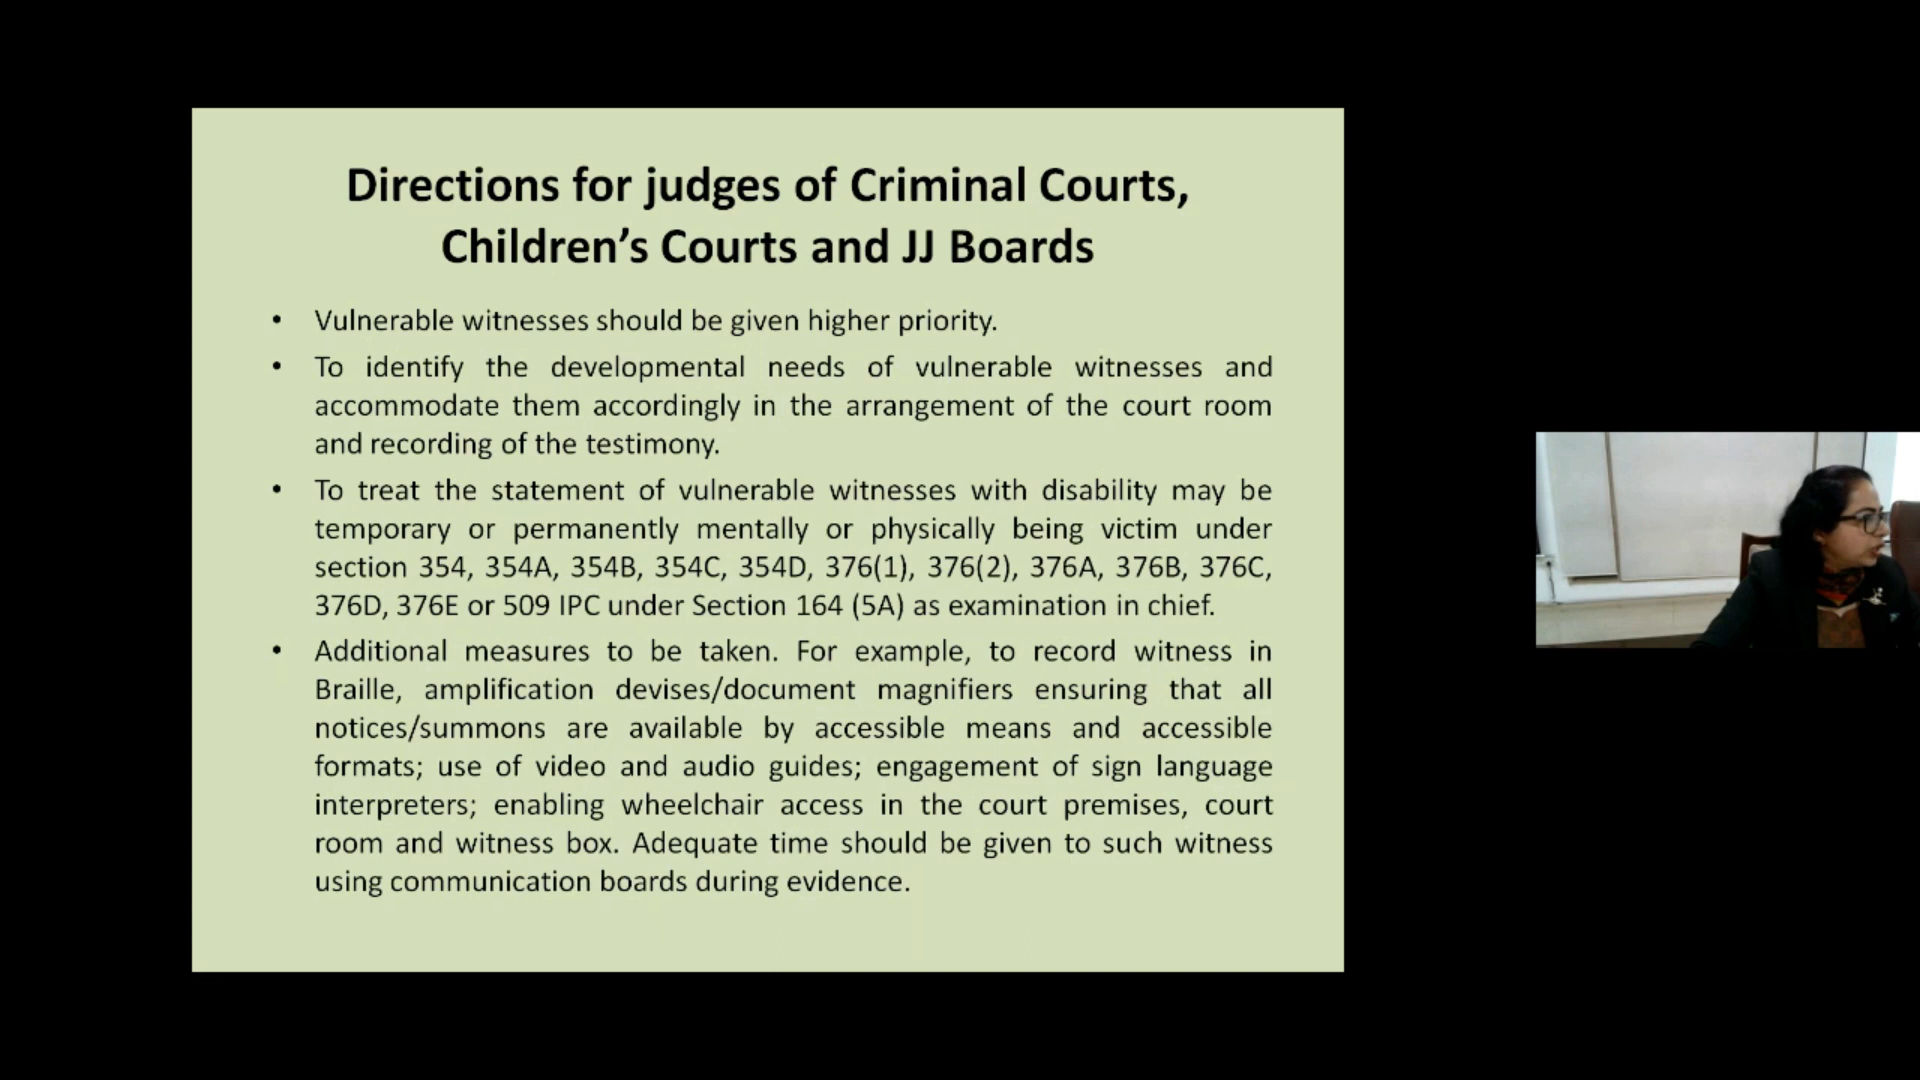 Directions for judges of Criminal Courts,
Children’s Courts and JJ Boards
• Vulnerable witnesses should be given higher priority.
• To identify the developmental needs of vulnerable witnesses and
accommodate them accordingly in the arrangement of the court room
and recording of the testimony.
• To treat the statement of vulnerable witnesses with disability may be
temporary or permanently mentally or physically being victim under
section 354, 354A, 354B, 354C, 354D, 376(1), 376(2), 376A, 376B, 376C,
376D, 376E or 509 IPC under Section 164 (5A) as examination in chief.
• Additional measures to be taken. For example, to record witness in
Braille, amplification devises/document magnifiers ensuring that all
notices/summons are available by accessible means and accessible
formats; use of video and audio guides; engagement of sign language
interpreters; enabling wheelchair access in the court premises, court
room and witness box. Adequate time should be given to such witness
using communication boards during evidence.